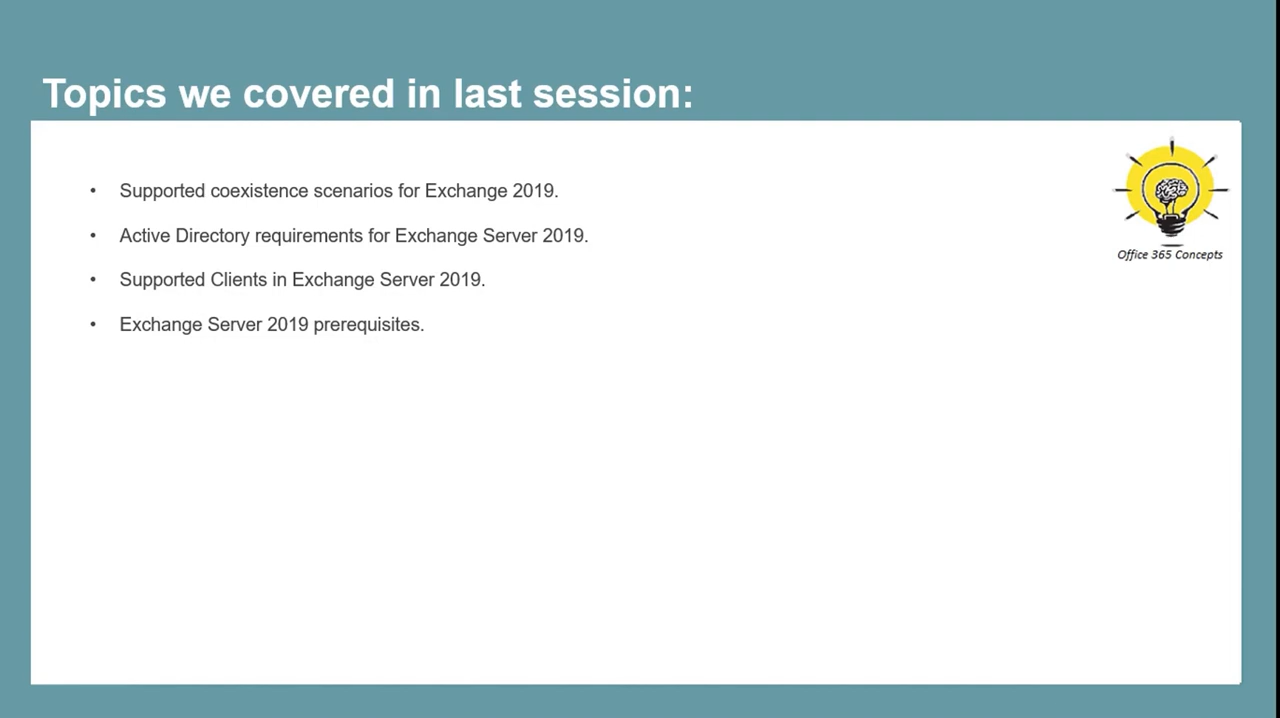 Topics we covered in last session:
• Supported coexistence scenarios for Exchange 2019.
• Active Directory requirements for Exchange Server 2019.
• Supported Clients in Exchange Server 2019.
• Exchange Server 2019 prerequisites.
Office 365 Concepts